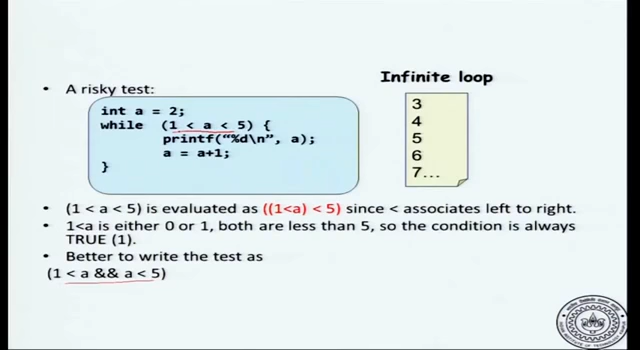 Infinite loop
• A risky test:
int a = 2;
while (1 < a < 5) {
printf("%d\n", a);
a = a+1;
}
3
4
5
6
7...
• (1 < a < 5) is evaluated as ((1<a) < 5) since < associates left to right.
• 1<a is either 0 or 1, both are less than 5, so the condition is always
TRUE (1).
• Better to write the test as
(1 < a && a < 5)